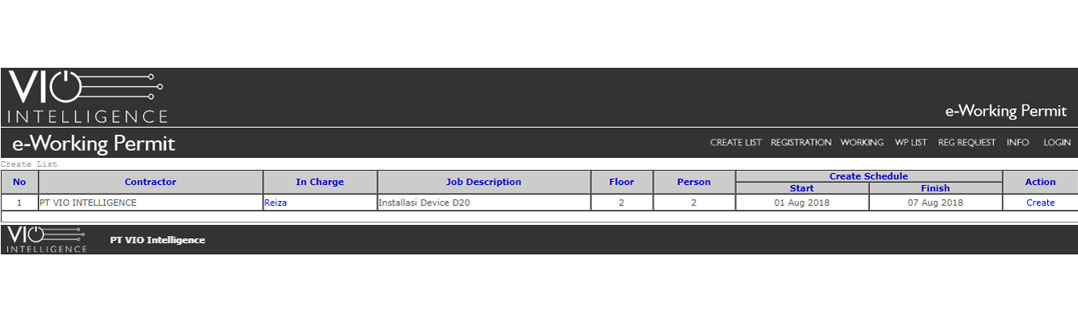 VIO
INTELLIGENCE
e-Working Permit
e-Working Permit
CREATE LIST REGISTRATION WORKING WP LIST REG REQUEST INFO LOGIN
Create List
No Contractor In Charge Job Description Floor Person Create Schedule Action
Start Finish
1 PT VIO INTELLIGENCE Reiza Installasi Device D20 2 2 01 Aug 2018 07 Aug 2018 Create
VIO
INTELLIGENCE
PT VIO Intelligence